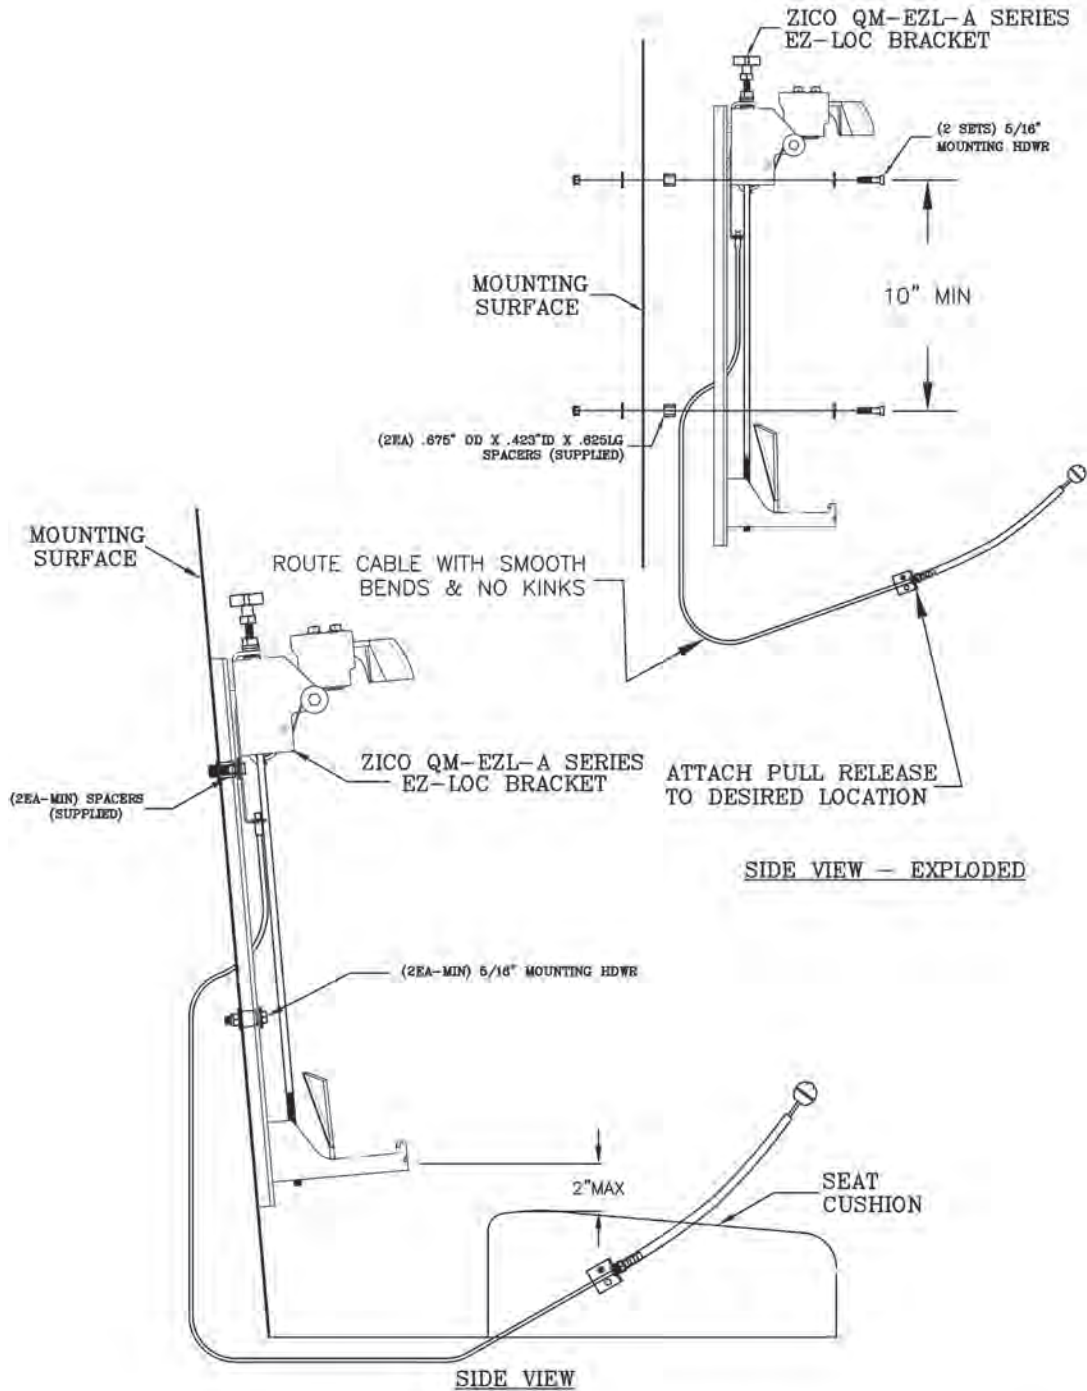 ZICO QM-EZL-A SERIES
EZ-LOC BRACKET
(2 SETS) 5/16"
MOUNTING HDWR
MOUNTING
SURFACE
10" MIN
(2EA) .675" OD X .423"ID X .625LG
SPACERS (SUPPLIED)
MOUNTING
SURFACE
ROUTE CABLE WITH SMOOTH
BENDS & NO KINKS
ZICO QM-EZL-A SERIES
EZ-LOC BRACKET
ATTACH PULL RELEASE
TO DESIRED LOCATION
(2EA-MIN) SPACERS
(SUPPLIED)
SIDE VIEW - EXPLODED
(2EA-MIN) 5/16" MOUNTING HDWR
2"MAX
SEAT
CUSHION
SIDE VIEW